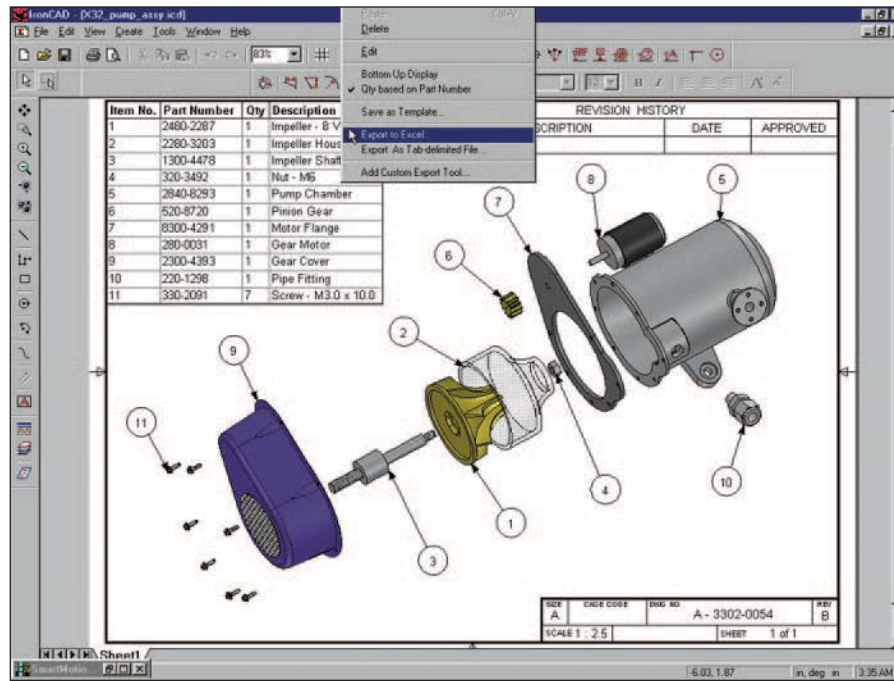 IronCAD - [X32_pump_assy.icd]
File Edit View Create Tools Window Help
Paste Ctrl+V
Delete
Edit
Bottom Up Display
Qty based on Part Number
Save as Template...
Export to Excel...
Export As Tab-delimited File...
Add Custom Export Tool...
83%
12
B I
Item No. Part Number Qty Description
1 2480-2287 1 Impeller - 8 V
2 2280-3203 1 Impeller Hous
3 1300-4478 1 Impeller Shaft
4 320-3492 1 Nut - M6
5 2840-8293 1 Pump Chamber
6 520-8720 1 Pinion Gear
7 8300-4291 1 Motor Flange
8 280-0031 1 Gear Motor
9 2300-4393 1 Gear Cover
10 220-1298 1 Pipe Fitting
11 330-2091 7 Screw - M3.0 x 10.0
REVISION HISTORY
SCRIPTION DATE APPROVED
8
5
7
6
2
9
11
10
4
1
3
SIZE
A
CAGE CODE
DWG NO
A - 3302-0054
REV
B
SCALE 1 : 2.5
SHEET 1 of 1
Sheet1
SmartMotio...
-6.03, 1.87
in, deg in
3:35 AM